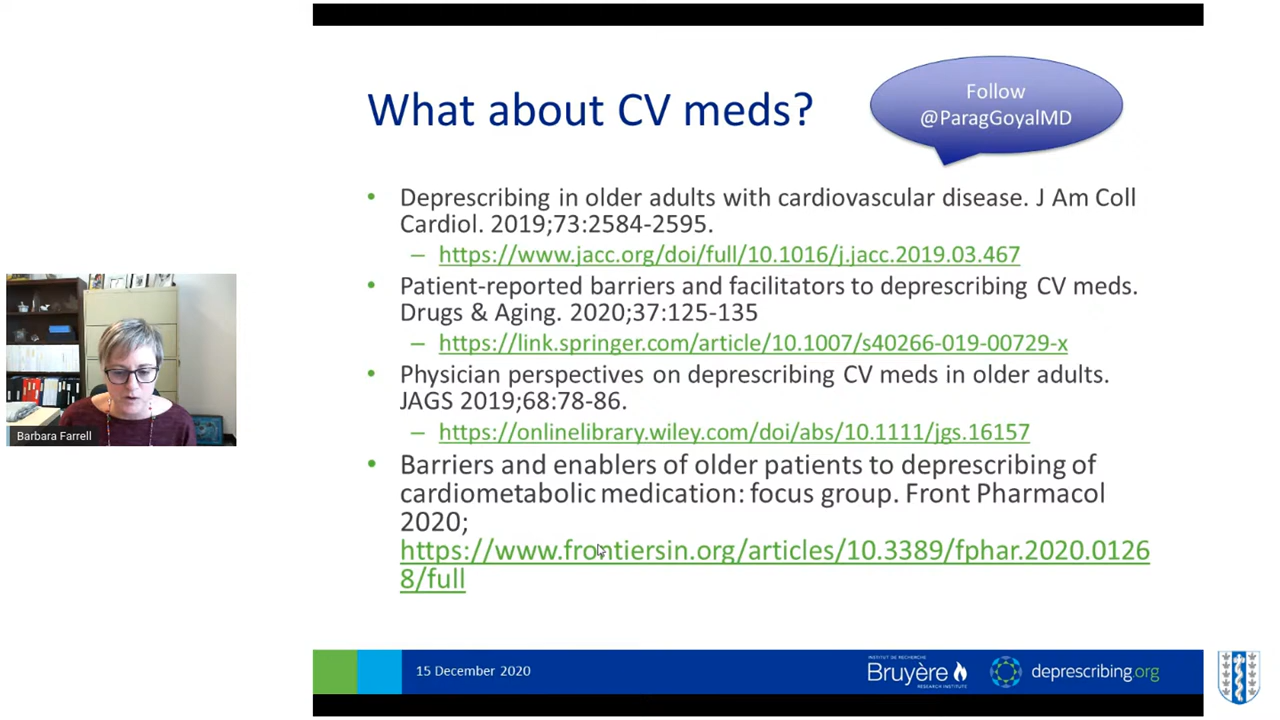 Follow
@ParagGoyalMD
What about CV meds?
• Deprescribing in older adults with cardiovascular disease. J Am Coll
Cardiol. 2019;73:2584-2595.
– https://www.jacc.org/doi/full/10.1016/j.jacc.2019.03.467
• Patient-reported barriers and facilitators to deprescribing CV meds.
Drugs & Aging. 2020;37:125-135
– https://link.springer.com/article/10.1007/s40266-019-00729-x
• Physician perspectives on deprescribing CV meds in older adults.
JAGS 2019;68:78-86.
– https://onlinelibrary.wiley.com/doi/abs/10.1111/jgs.16157
• Barriers and enablers of older patients to deprescribing of
cardiometabolic medication: focus group. Front Pharmacol
2020;
https://www.frontiersin.org/articles/10.3389/fphar.2020.0126
8/full
Barbara Farrell
15 December 2020
INSTITUT DE RECHERCHE
Bruyère
RESEARCH INSTITUTE
deprescribing.org